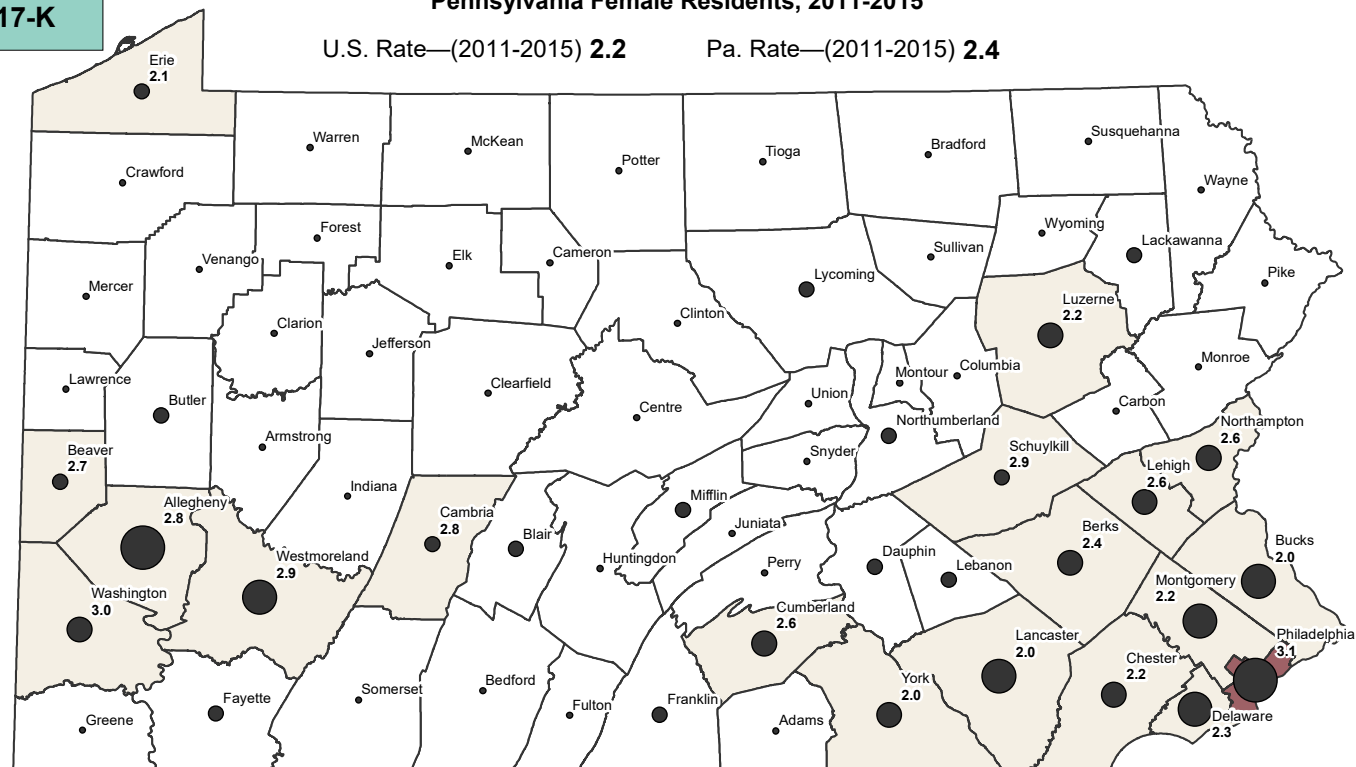 17-K
Pennsylvania Female Residents, 2011-2015
U.S. Rate—(2011-2015) 2.2
Pa. Rate—(2011-2015) 2.4
Erie
2.1
Warren
McKean
Potter
Tioga
Bradford
Susquehanna
Wayne
Crawford
Forest
Wyoming
Lackawanna
Venango
Elk
Cameron
Sullivan
Lycoming
Pike
Mercer
Clarion
Clinton
Luzerne
2.2
Jefferson
Lawrence
Clearfield
Montour
Columbia
Monroe
Butler
Centre
Union
Carbon
Armstrong
Northumberland
Northampton
2.6
Beaver
2.7
Snyder
Schuylkill
2.9
Lehigh
2.6
Indiana
Allegheny
2.8
Cambria
2.8
Mifflin
Juniata
Berks
2.4
Bucks
2.0
Blair
Westmoreland
2.9
Huntingdon
Perry
Dauphin
Lebanon
Montgomery
2.2
Washington
3.0
Cumberland
2.6
Philadelphia
3.1
Lancaster
2.0
Chester
2.2
York
2.0
Somerset
Bedford
Fulton
Franklin
Fayette
Greene
Adams
Delaware
2.3